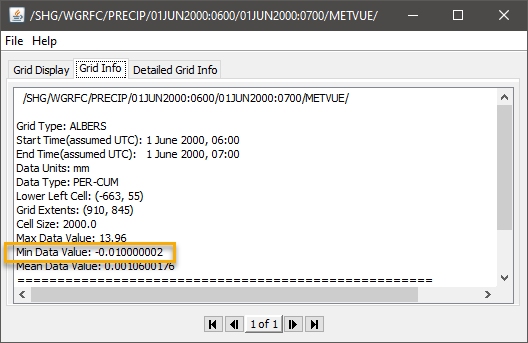 /SHG/WGRFC/PRECIP/01JUN2000:0600/01JUN2000:0700/METVUE/
File Help
Grid Display Grid Info Detailed Grid Info
/SHG/WGRFC/PRECIP/01JUN2000:0600/01JUN2000:0700/METVUE/
Grid Type: ALBERS
Start Time(assumed UTC): 1 June 2000, 06:00
End Time(assumed UTC): 1 June 2000, 07:00
Data Units: mm
Data Type: PER-CUM
Lower Left Cell: (-663, 55)
Grid Extents: (910, 845)
Cell Size: 2000.0
Max Data Value: 13.96
Min Data Value: -0.010000002
Mean Data Value: 0.0010600176
==================================================
1 of 1